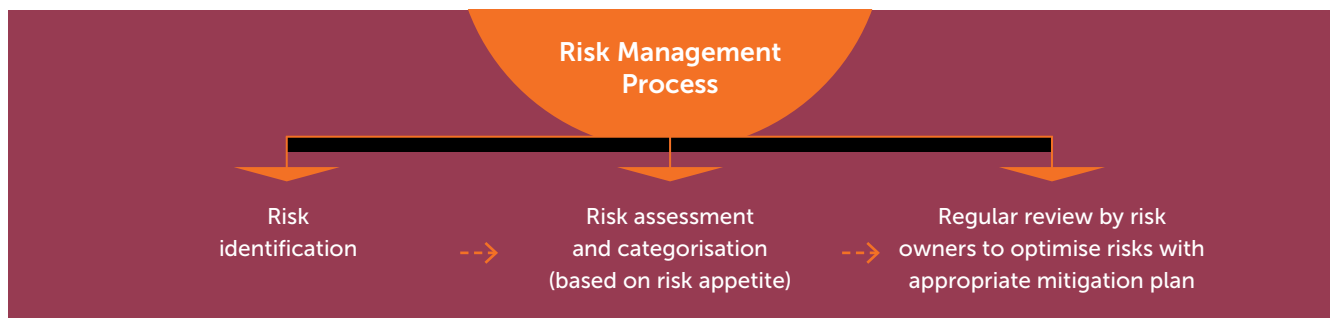 Risk Management
Process
Risk
identification
Risk assessment
and categorisation
(based on risk appetite)
Regular review by risk
owners to optimise risks with
appropriate mitigation plan